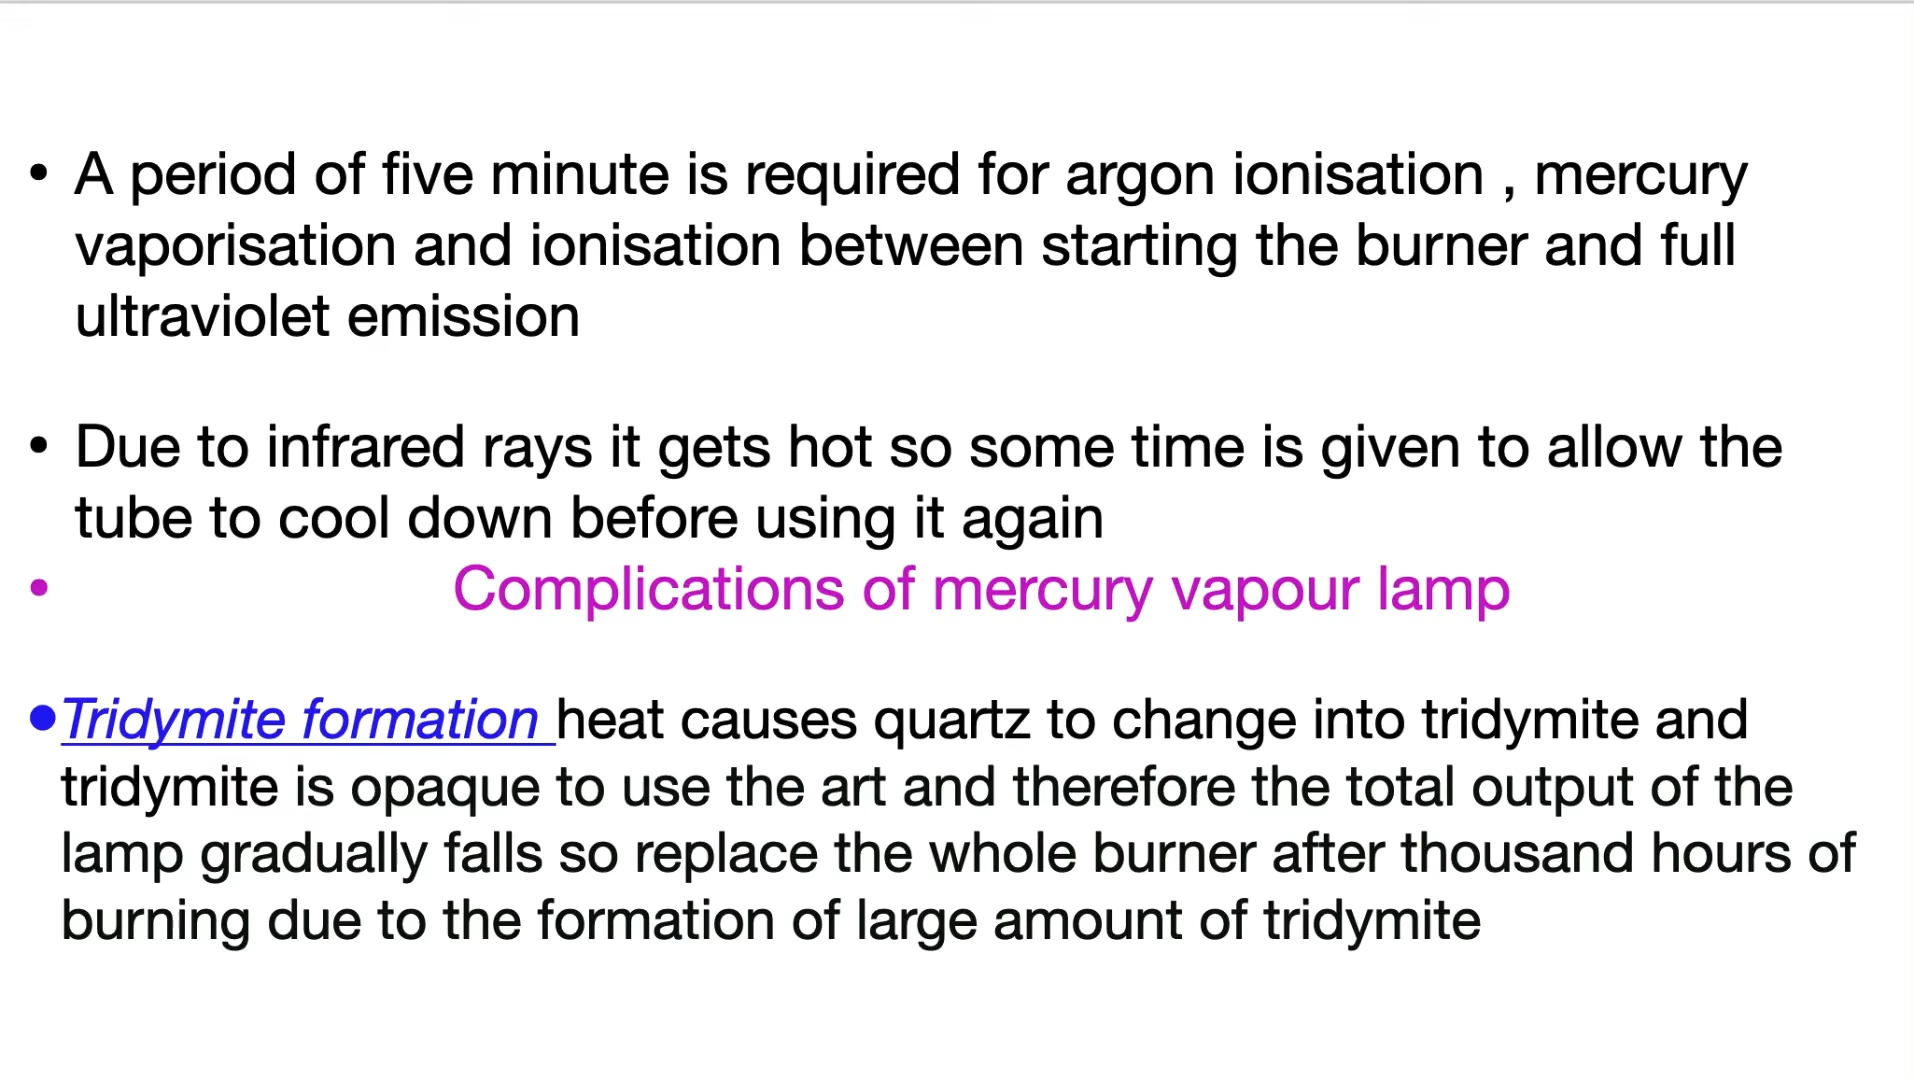 • A period of five minute is required for argon ionisation , mercury
vaporisation and ionisation between starting the burner and full
ultraviolet emission
• Due to infrared rays it gets hot so some time is given to allow the
tube to cool down before using it again
• Complications of mercury vapour lamp
• Tridymite formation heat causes quartz to change into tridymite and
tridymite is opaque to use the art and therefore the total output of the
lamp gradually falls so replace the whole burner after thousand hours of
burning due to the formation of large amount of tridymite